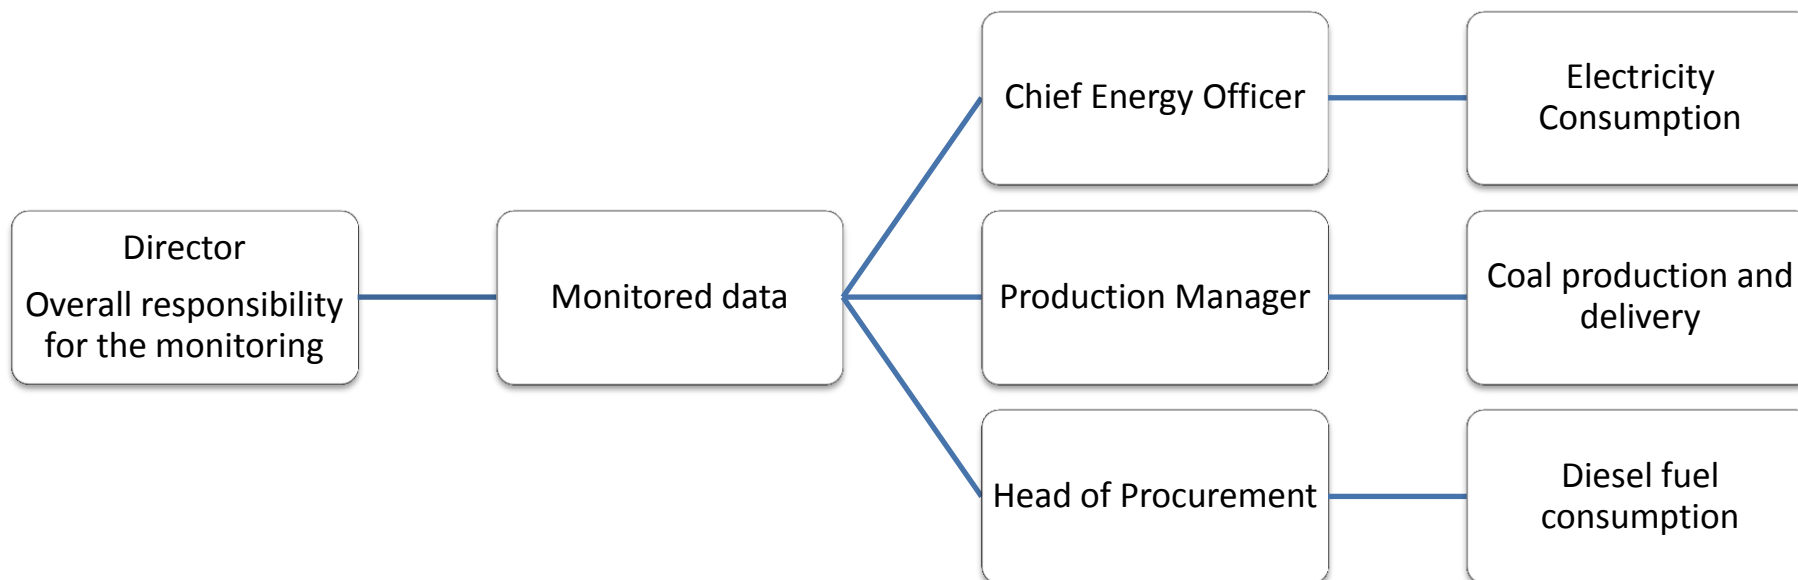 Director
Overall responsibility
for the monitoring
Monitored data
Chief Energy Officer
Electricity
Consumption
Production Manager
Coal production and
delivery
Head of Procurement
Diesel fuel
consumption